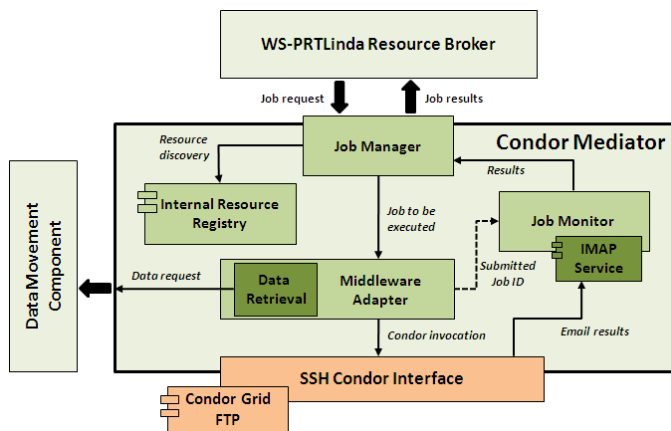 WS-PRTLinda Resource Broker
Job request
Job results
Condor Mediator
Resource
discovery
Job Manager
Results
Internal Resource
Registry
Job to be
executed
Job Monitor
IMAP
Service
Data Movement
Component
Data request
Data
Retrieval
Middleware
Adapter
Submitted
Job ID
Condor invocation
Email results
SSH Condor Interface
Condor Grid
FTP